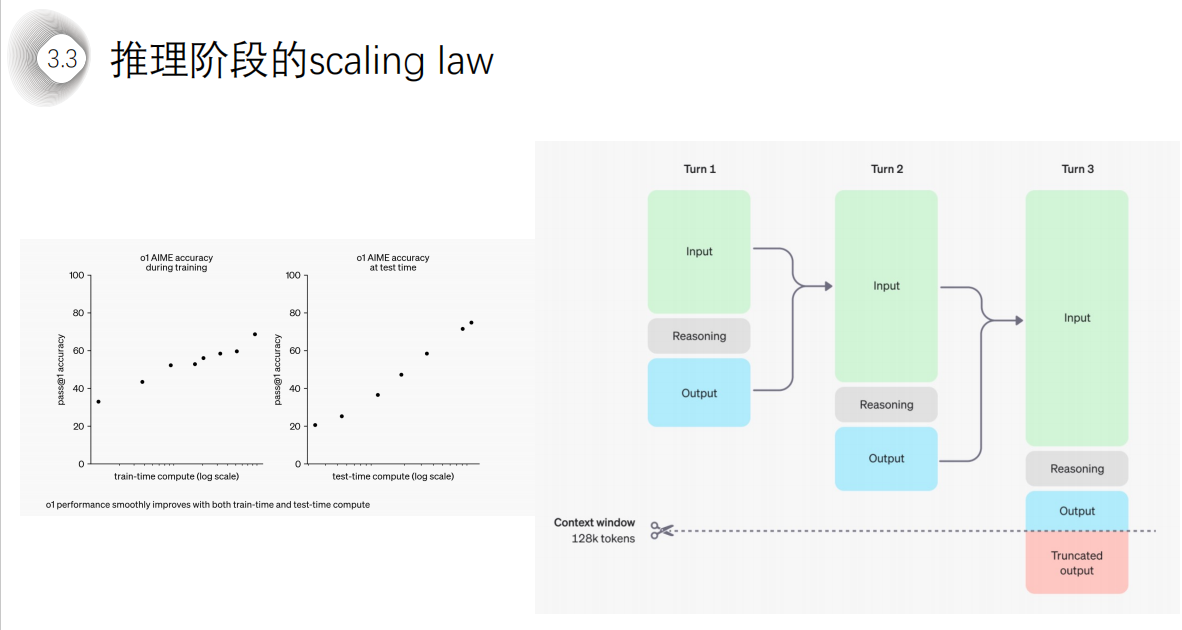 3.3
推理阶段的scaling law
o1 AIME accuracy
during training
100
80
60
40
20
0
pass@1 accuracy
train-time compute (log scale)
o1 AIME accuracy
at test time
100
80
60
40
20
0
pass@1 accuracy
test-time compute (log scale)
o1 performance smoothly improves with both train-time and test-time compute
Turn 1
Input
Reasoning
Output
Turn 2
Input
Reasoning
Output
Turn 3
Input
Reasoning
Output
Truncated
output
Context window
128k tokens